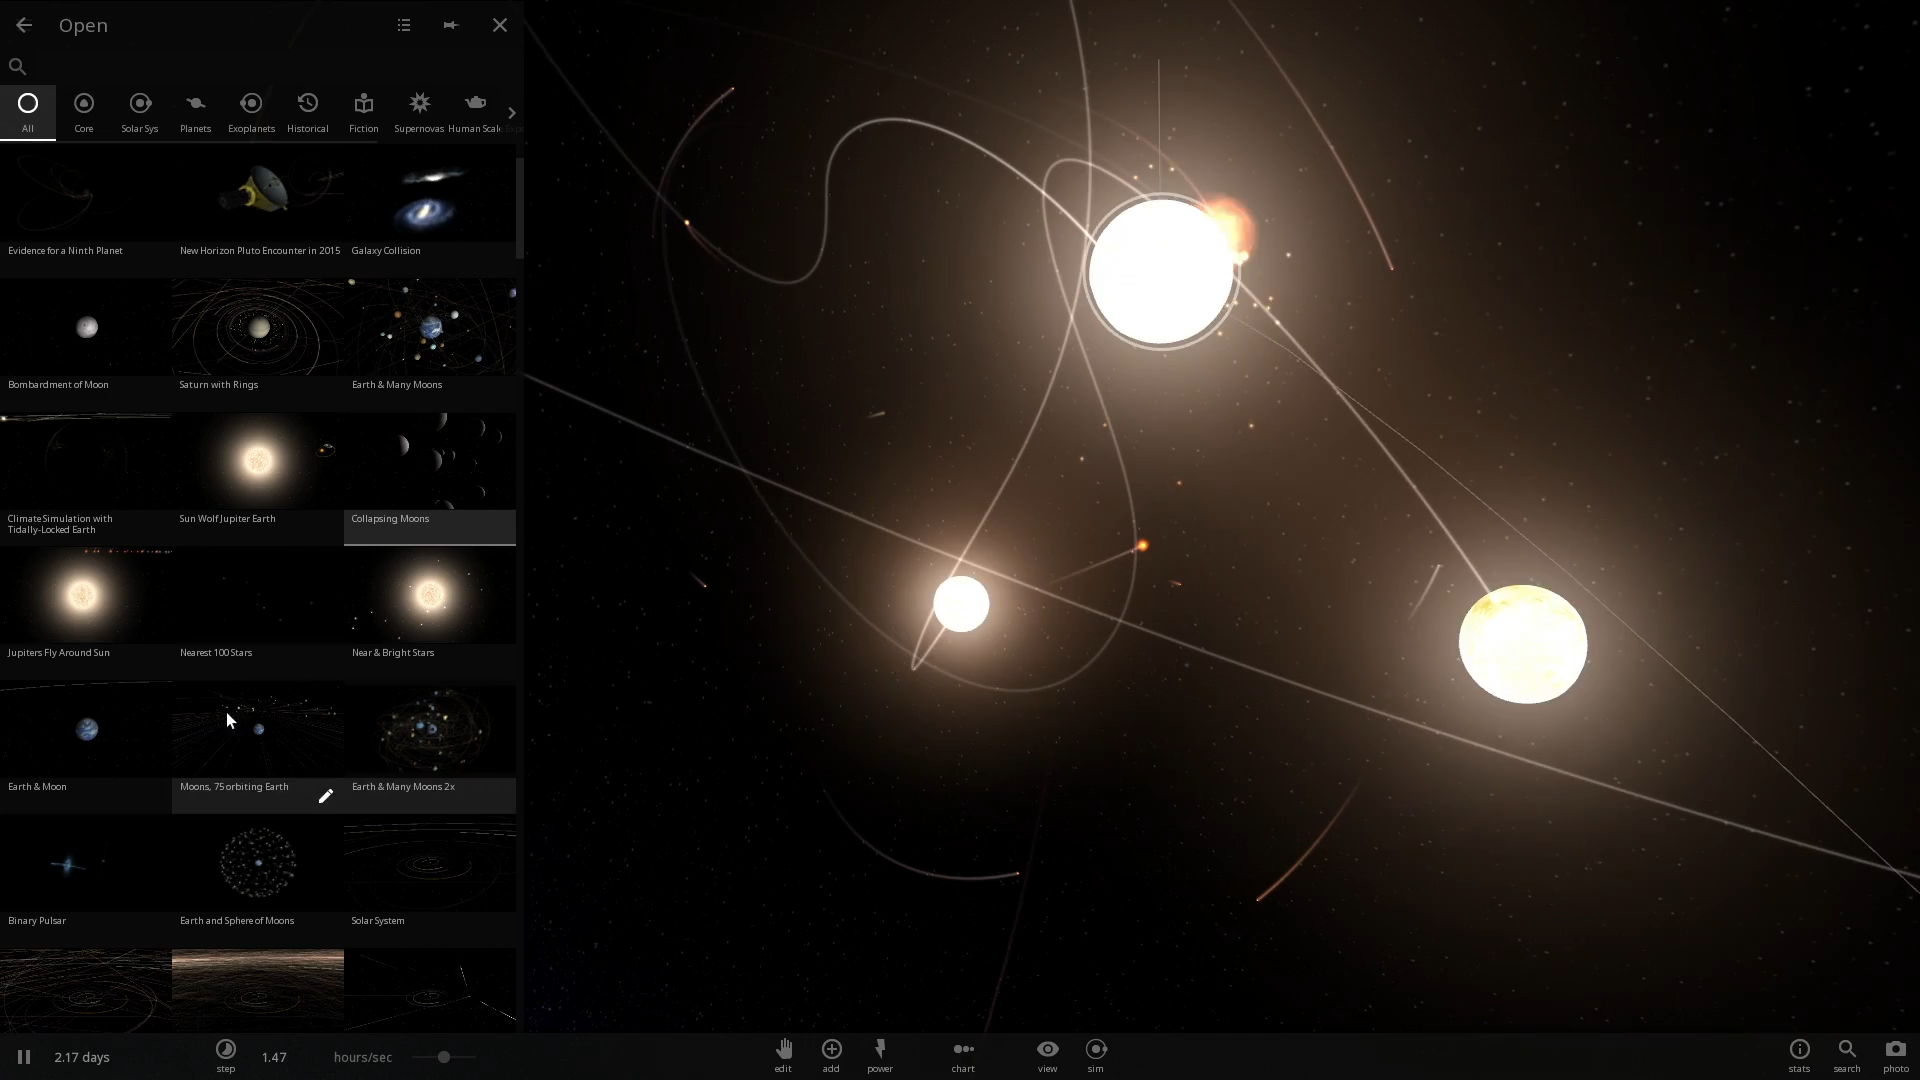 Open
All
Core
Solar Sys
Planets
Exoplanets
Historical
Fiction
Supernovas
Human Scale
Evidence for a Ninth Planet
New Horizon Pluto Encounter in 2015
Galaxy Collision
Bombardment of Moon
Saturn with Rings
Earth & Many Moons
Climate Simulation with
Tidally-Locked Earth
Sun Wolf Jupiter Earth
Collapsing Moons
Jupiters Fly Around Sun
Nearest 100 Stars
Near & Bright Stars
Earth & Moon
Moons, 75 orbiting Earth
Earth & Many Moons 2x
Binary Pulsar
Earth and Sphere of Moons
Solar System
2.17 days
step
1.47
hours/sec
edit
add
power
chart
view
sim
stats
search
photo